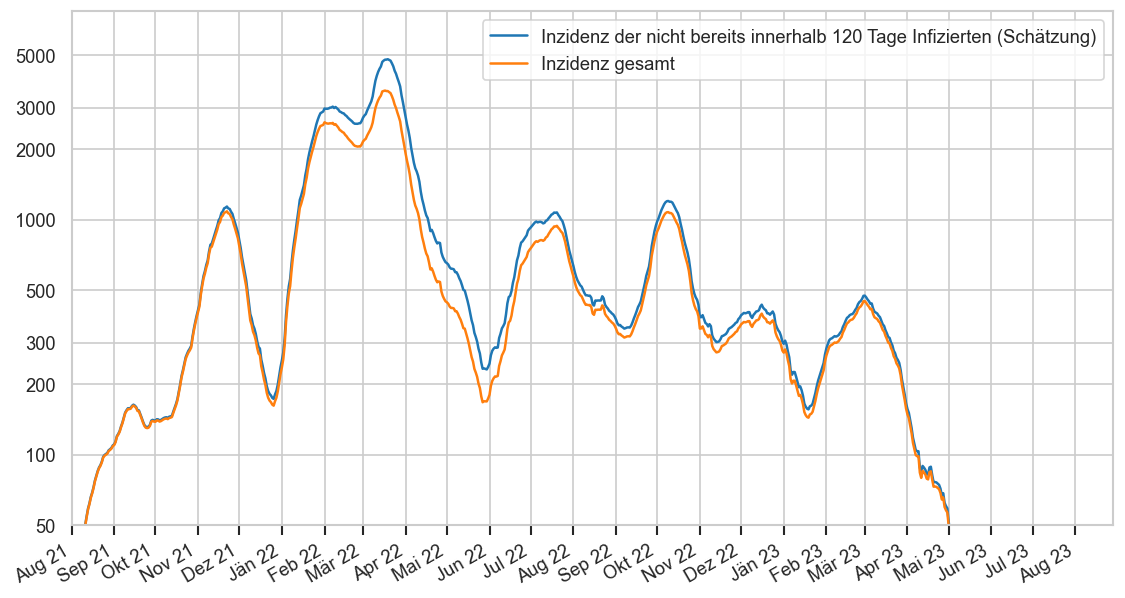 Inzidenz der nicht bereits innerhalb 120 Tage Infizierten (Schätzung)
Inzidenz gesamt
5000
3000
2000
1000
500
300
200
100
50
Aug 21
Sep 21
Okt 21
Nov 21
Dez 21
Jän 22
Feb 22
Mär 22
Apr 22
Mai 22
Jun 22
Jul 22
Aug 22
Sep 22
Okt 22
Nov 22
Dez 22
Jän 23
Feb 23
Mär 23
Apr 23
Mai 23
Jun 23
Jul 23
Aug 23